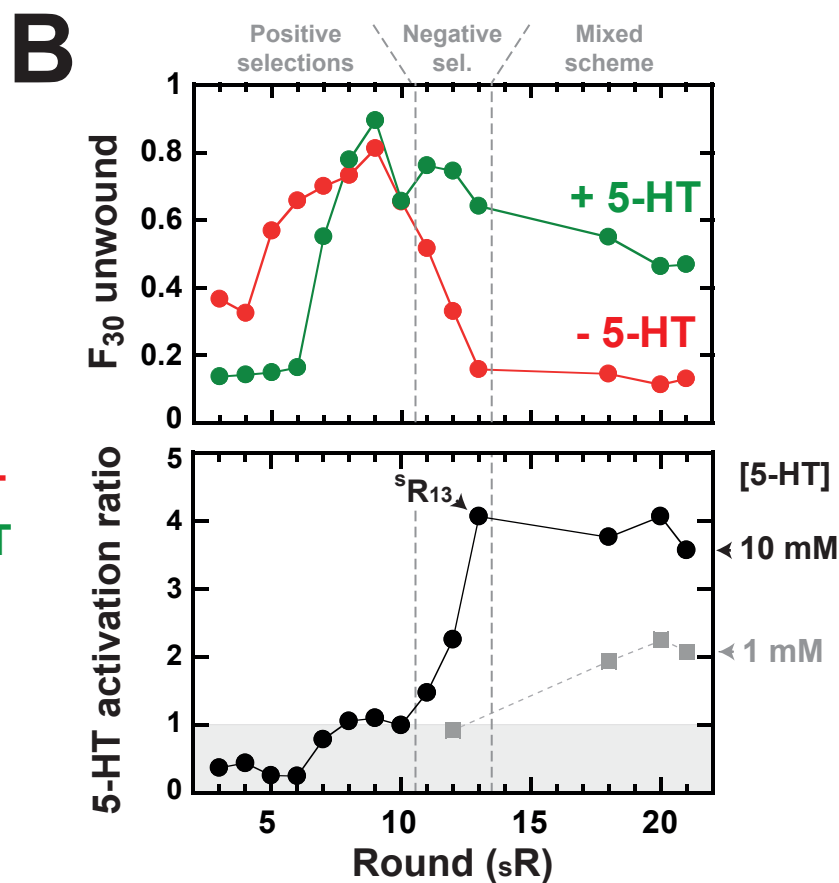 B
Positive selections
Negative sel.
Mixed scheme
1
0.8
0.6
0.4
0.2
0
F30 unwound
+ 5-HT
- 5-HT
T
5
4
3
2
1
0
5-HT activation ratio
sR13
[5-HT]
10 mM
1 mM
5
10
15
20
Round (sR)